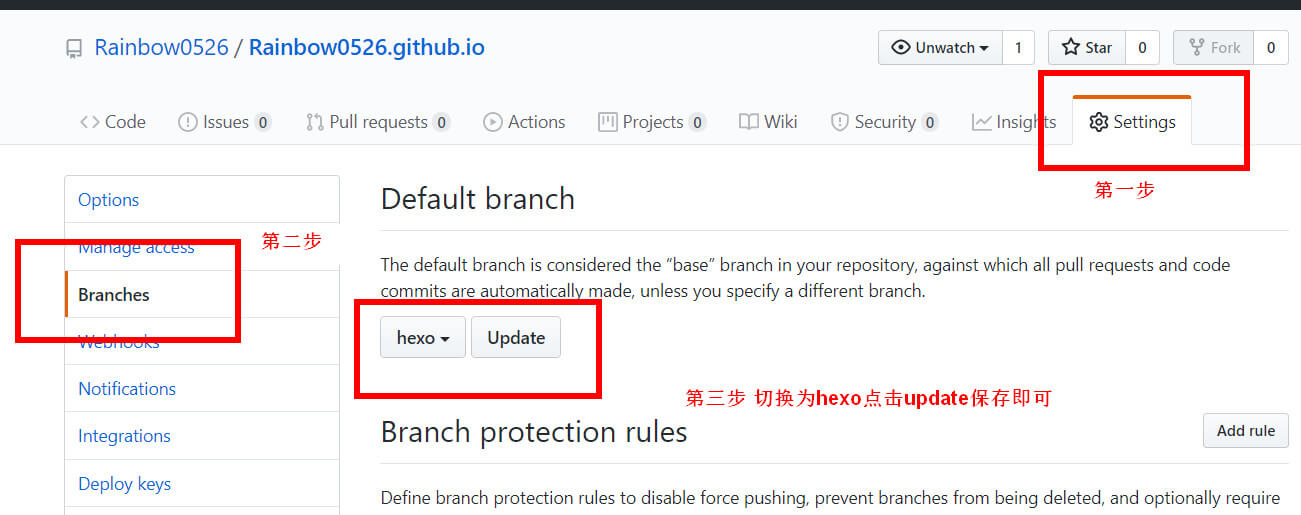 Rainbow0526 / Rainbow0526.github.io
Unwatch 1 Star 0 Fork 0
Code Issues 0 Pull requests 0 Actions Projects 0 Wiki Security 0 Insights Settings
第一步
Options
Manage access
第二步
Branches
Webhooks
Notifications
Integrations
Deploy keys
Default branch
The default branch is considered the “base” branch in your repository, against which all pull requests and code
commits are automatically made, unless you specify a different branch.
hexo Update
第三步 切换为hexo点击update保存即可
Branch protection rules
Add rule
Define branch protection rules to disable force pushing, prevent branches from being deleted, and optionally require